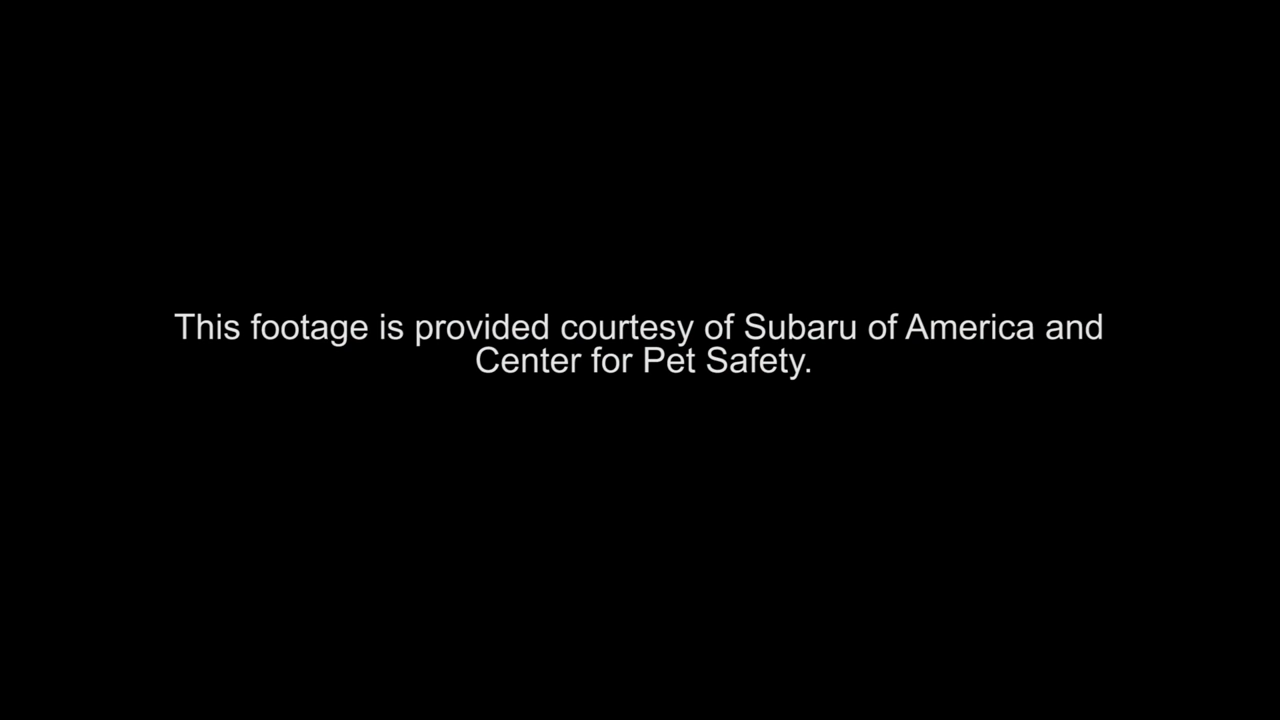 This footage is provided courtesy of Subaru of America and
Center for Pet Safety.